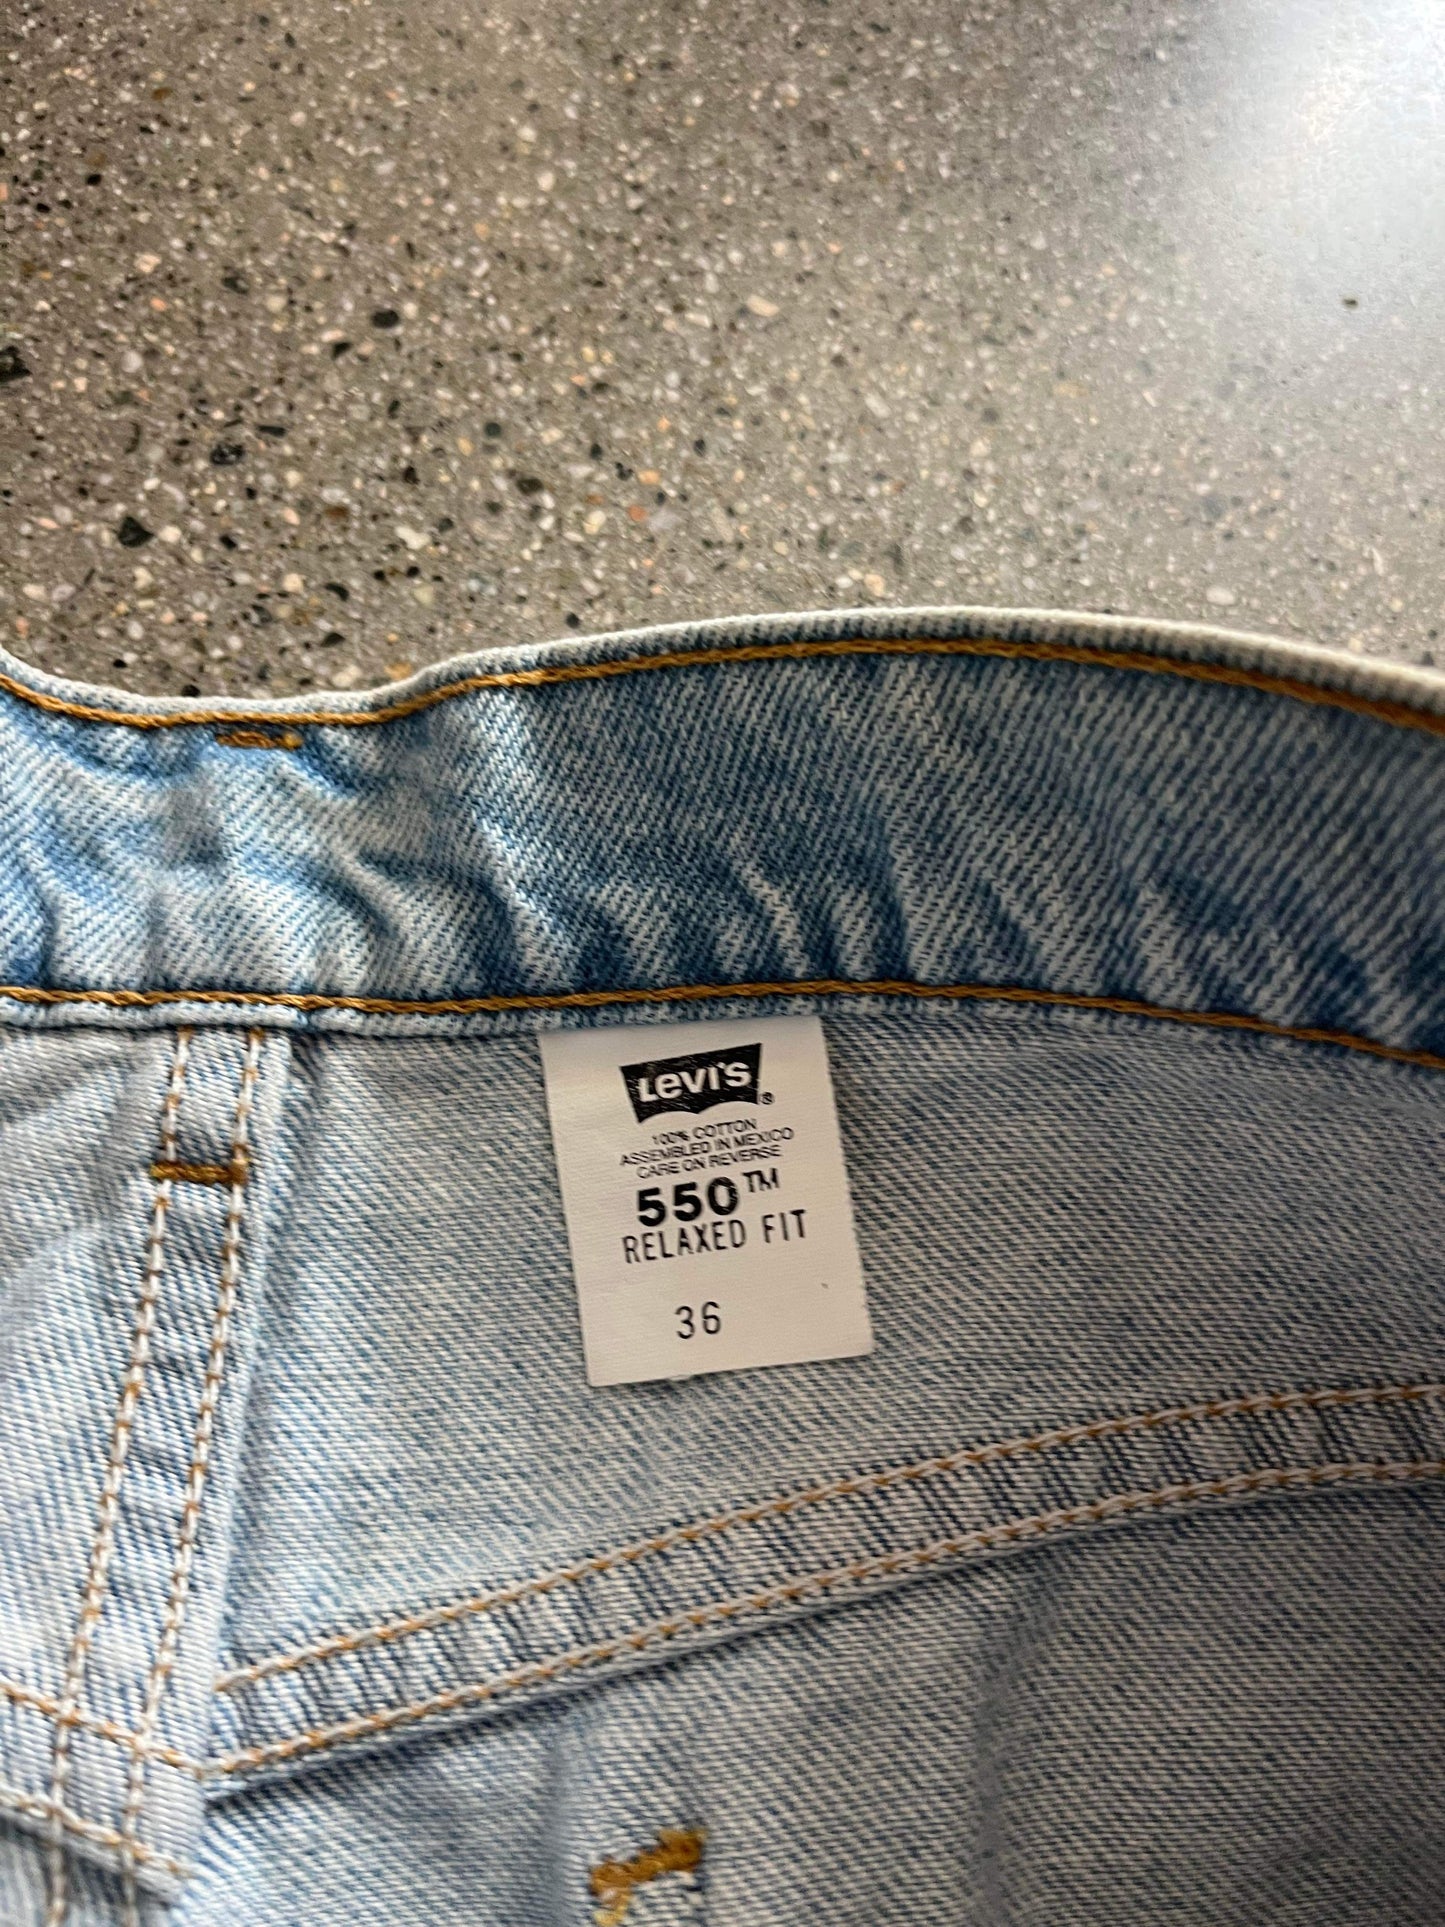 Levi's®
100% COTTON
ASSEMBLED IN MEXICO
CARE ON REVERSE
550™
RELAXED FIT
36